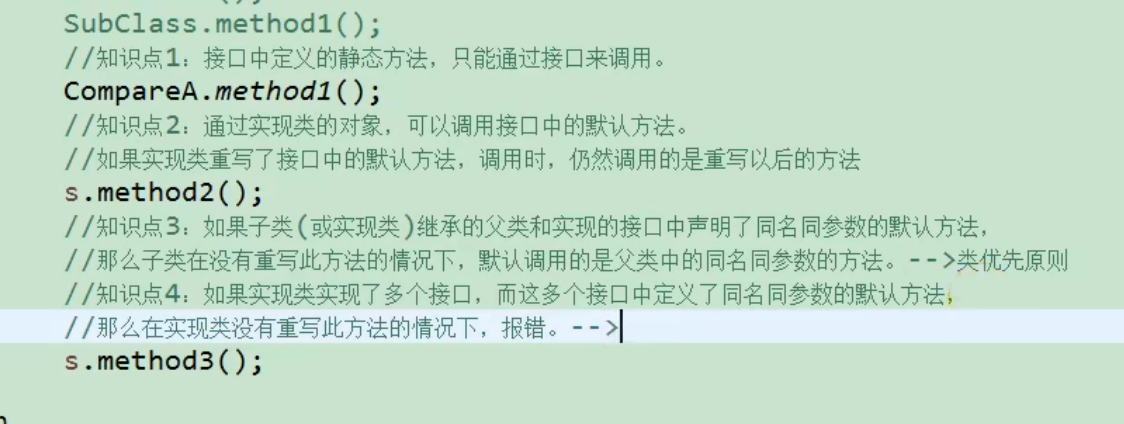 SubClass.method1();
//知识点1：接口中定义的静态方法，只能通过接口来调用。
CompareA.method1();
//知识点2：通过实现类的对象，可以调用接口中的默认方法。
//如果实现类重写了接口中的默认方法，调用时，仍然调用的是重写以后的方法
s.method2();
//知识点3：如果子类(或实现类)继承的父类和实现的接口中声明了同名同参数的默认方法，
//那么子类在没有重写此方法的情况下，默认调用的是父类中的同名同参数的方法。-->类优先原则
//知识点4：如果实现类实现了多个接口，而这多个接口中定义了同名同参数的默认方法，
//那么在实现类没有重写此方法的情况下，报错。-->
s.method3();